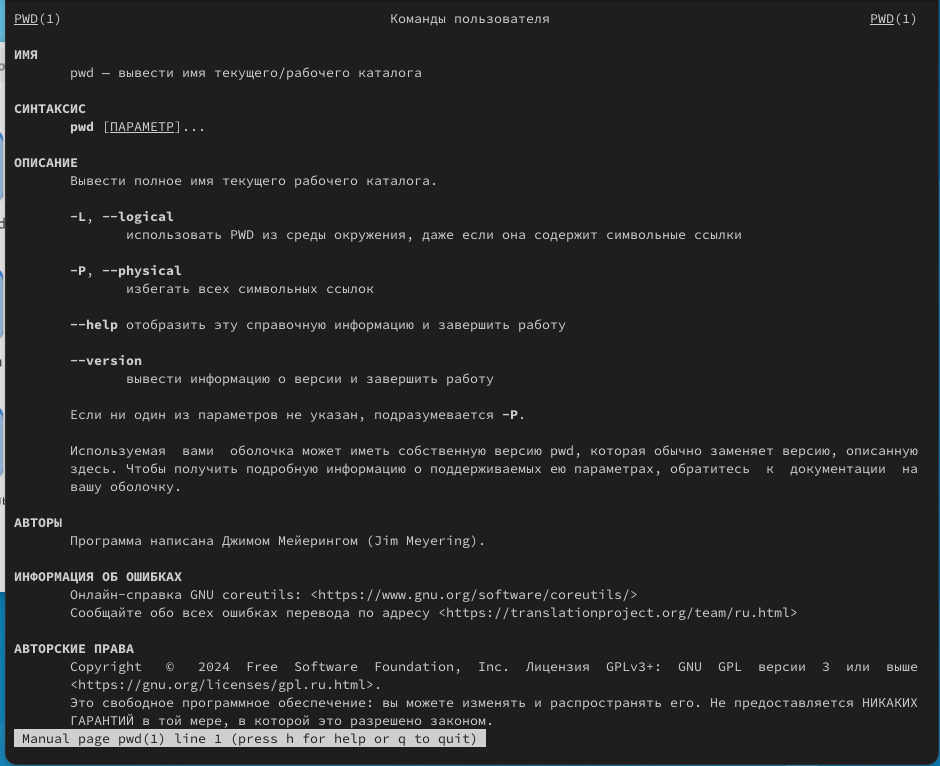 PWD(1) Команды пользователя PWD(1)
ИМЯ
pwd — вывести имя текущего/рабочего каталога
СИНТАКСИС
pwd [ПАРАМЕТР]...
ОПИСАНИЕ
Вывести полное имя текущего рабочего каталога.
-L, --logical
использовать PWD из среды окружения, даже если она содержит символьные ссылки
-P, --physical
избегать всех символьных ссылок
--help отобразить эту справочную информацию и завершить работу
--version
вывести информацию о версии и завершить работу
Если ни один из параметров не указан, подразумевается -P.
Используемая вами оболочка может иметь собственную версию pwd, которая обычно заменяет версию, описанную
здесь. Чтобы получить подробную информацию о поддерживаемых ею параметрах, обратитесь к документации на
вашу оболочку.
АВТОРЫ
Программа написана Джимом Мейерингом (Jim Meyering).
ИНФОРМАЦИЯ ОБ ОШИБКАХ
Онлайн-справка GNU coreutils: <https://www.gnu.org/software/coreutils/>
Сообщайте обо всех ошибках перевода по адресу <https://translationproject.org/team/ru.html>
АВТОРСКИЕ ПРАВА
Copyright © 2024 Free Software Foundation, Inc. Лицензия GPLv3+: GNU GPL версии 3 или выше
<https://gnu.org/licenses/gpl.ru.html>.
Это свободное программное обеспечение: вы можете изменять и распространять его. Не предоставляется НИКАКИХ
ГАРАНТИЙ в той мере, в которой это разрешено законом.
Manual page pwd(1) line 1 (press h for help or q to quit)